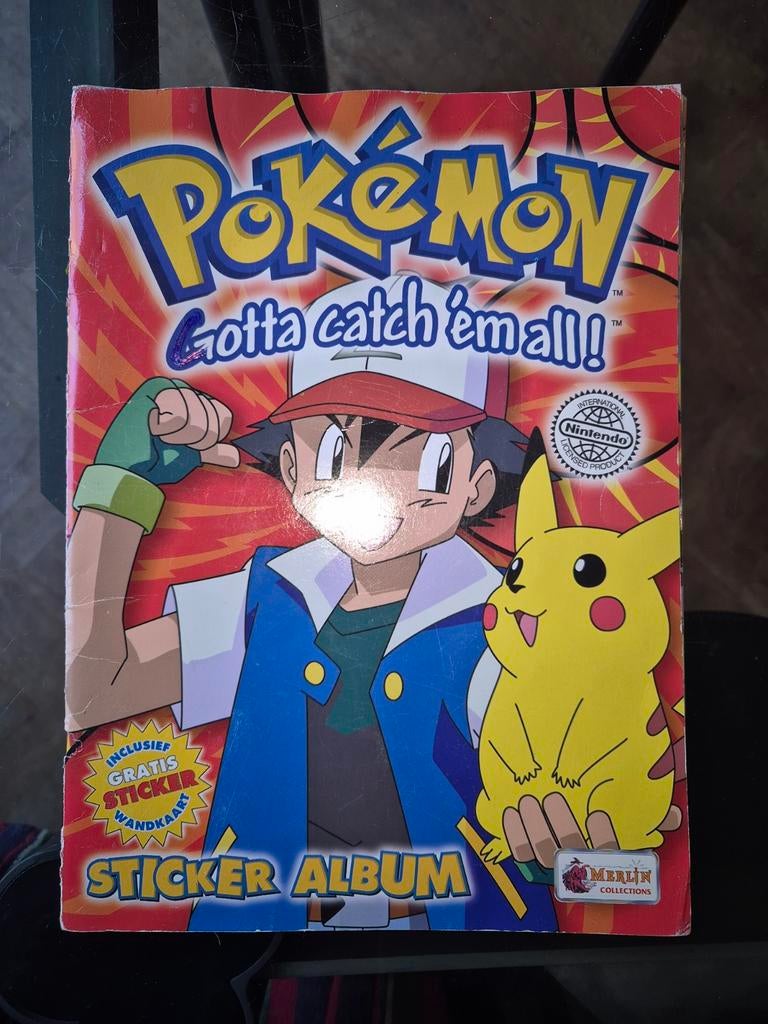 POKéMON
TM
Gotta catch 'em all!
TM
INTERNATIONAL
Nintendo
LICENSED PRODUCT
INCLUSIEF
GRATIS
STICKER
WANDKAART
STICKER ALBUM
MERLIN
COLLECTIONS